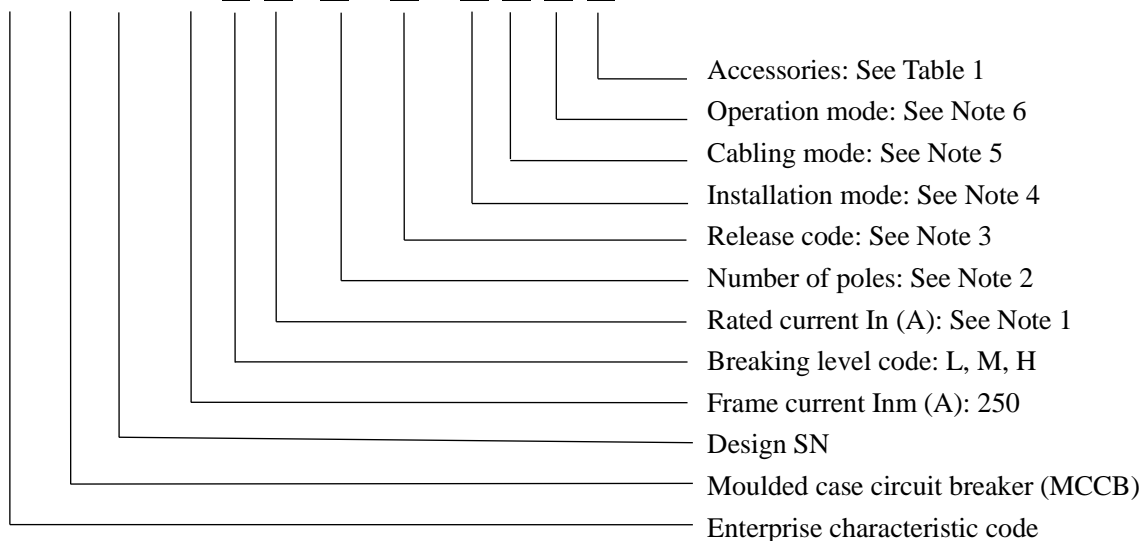 Accessories: See Table 1
Operation mode: See Note 6
Cabling mode: See Note 5
Installation mode: See Note 4
Release code: See Note 3
Number of poles: See Note 2
Rated current In (A): See Note 1
Breaking level code: L, M, H
Frame current Inm (A): 250
Design SN
Moulded case circuit breaker (MCCB)
Enterprise characteristic code